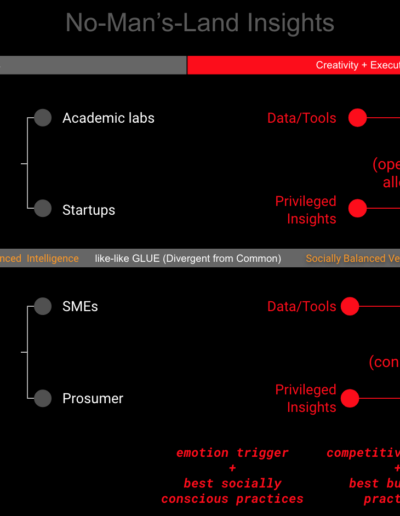 No-Man's-Land Insights
Creativity + Execut
Academic labs
Data/Tools
(ope
allo
Startups
Privileged
Insights
nced Intelligence
like-like GLUE (Divergent from Common)
Socially Balanced Ve
SMEs
Data/Tools
(con
Prosumer
Privileged
Insights
emotion trigger
+
best socially
conscious practices
competitiv
+
best bu
pract